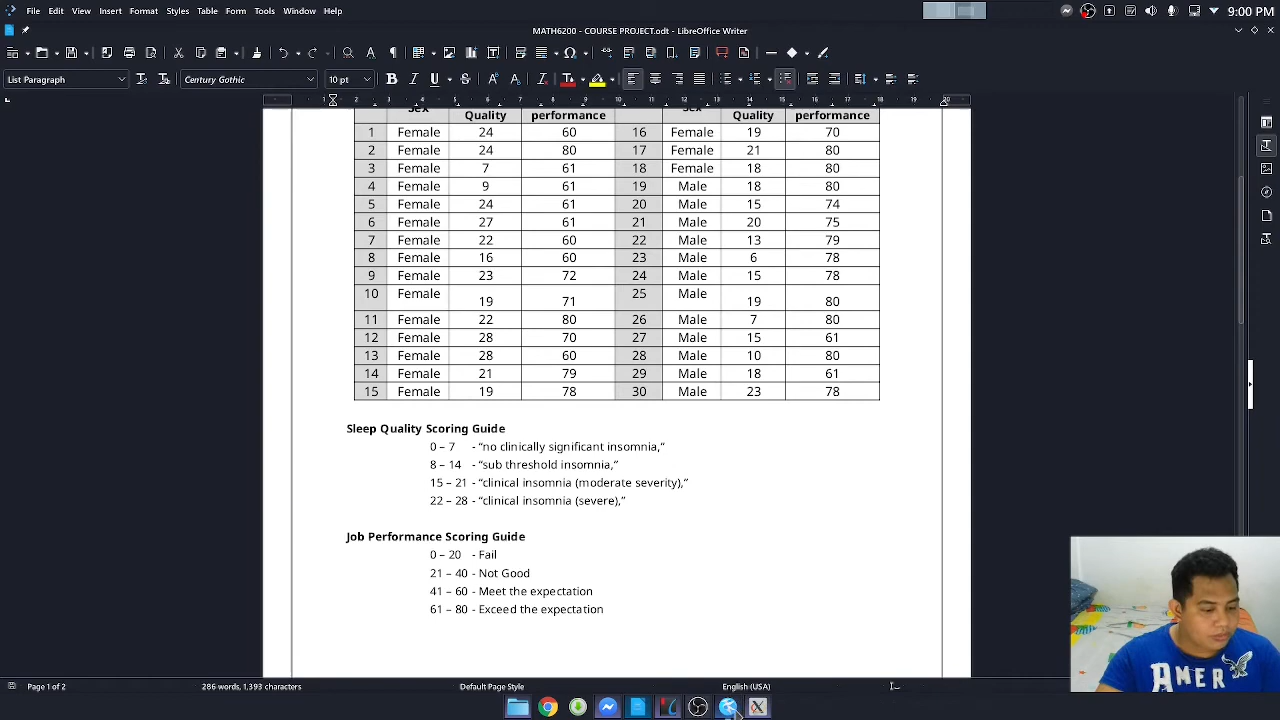 File Edit View Insert Format Styles Table Form Tools Window Help 9:00 PM
MATH6200 - COURSE PROJECT.odt - LibreOffice Writer
List Paragraph Century Gothic 10 pt
Sex Quality performance Sex Quality performance
1 Female 24 60 16 Female 19 70
2 Female 24 80 17 Female 21 80
3 Female 7 61 18 Female 18 80
4 Female 9 61 19 Male 18 80
5 Female 24 61 20 Male 15 74
6 Female 27 61 21 Male 20 75
7 Female 22 60 22 Male 13 79
8 Female 16 60 23 Male 6 78
9 Female 23 72 24 Male 15 78
10 Female 19 71 25 Male 19 80
11 Female 22 80 26 Male 7 80
12 Female 28 70 27 Male 15 61
13 Female 28 60 28 Male 10 80
14 Female 21 79 29 Male 18 61
15 Female 19 78 30 Male 23 78
Sleep Quality Scoring Guide
0 – 7 - “no clinically significant insomnia,“
8 – 14 - “sub threshold insomnia,”
15 – 21 - “clinical insomnia (moderate severity),”
22 – 28 - “clinical insomnia (severe),”
Job Performance Scoring Guide
0 – 20 - Fail
21 – 40 - Not Good
41 – 60 - Meet the expectation
61 – 80 - Exceed the expectation
AMER
Page 1 of 2 286 words, 1,393 characters Default Page Style English (USA)